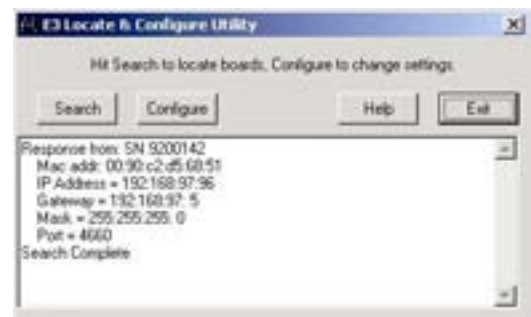 E3 Locate & Configure Utility
Hit Search to locate boards, Configure to change settings.
Search Configure Help Exit
Response from: SN 9200142
Mac addr: 00:90:c2:d5:68:51
IP Address = 192:168:97:96
Gateway = 192:168:97: 5
Mask = 255:255:255: 0
Port = 4660
Search Complete